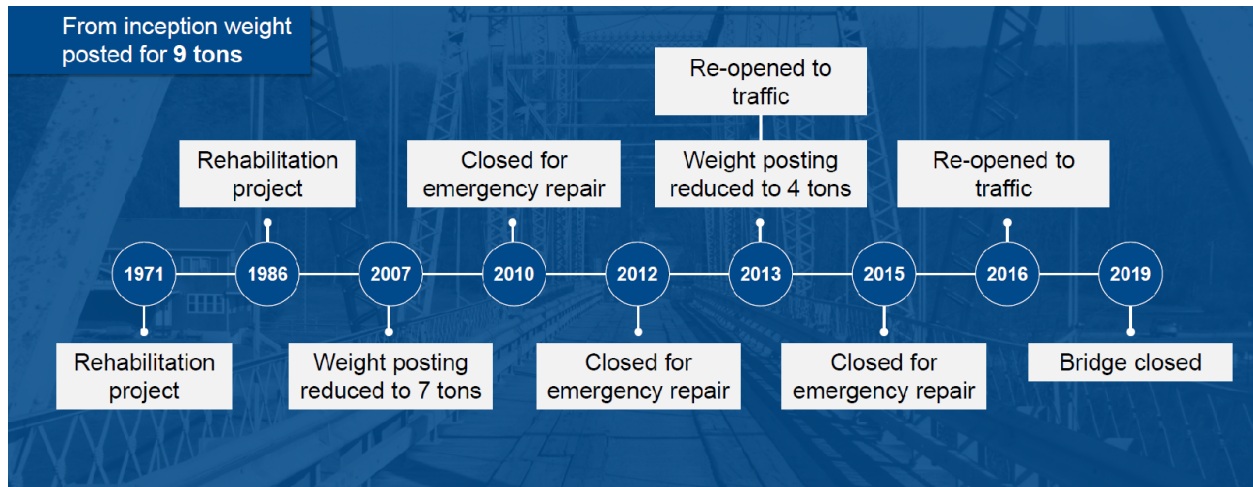 From inception weight
posted for 9 tons
1971
Rehabilitation
project
1986
Rehabilitation
project
2007
Weight posting
reduced to 7 tons
2010
Closed for
emergency repair
2012
Closed for
emergency repair
2013
Re-opened to
traffic
Weight posting
reduced to 4 tons
2015
Closed for
emergency repair
2016
Re-opened to
traffic
2019
Bridge closed